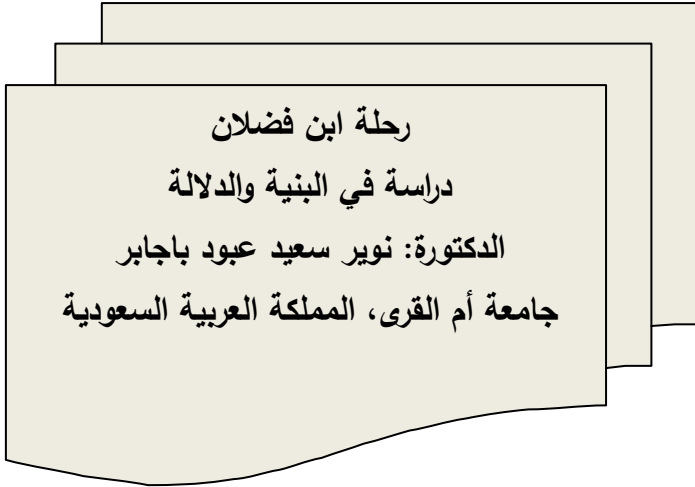 رحلة ابن فضلان
دراسة في البنية والدلالة
الدكتورة: نوير سعيد عبود باجابر
جامعة أم القرى، المملكة العربية السعودية